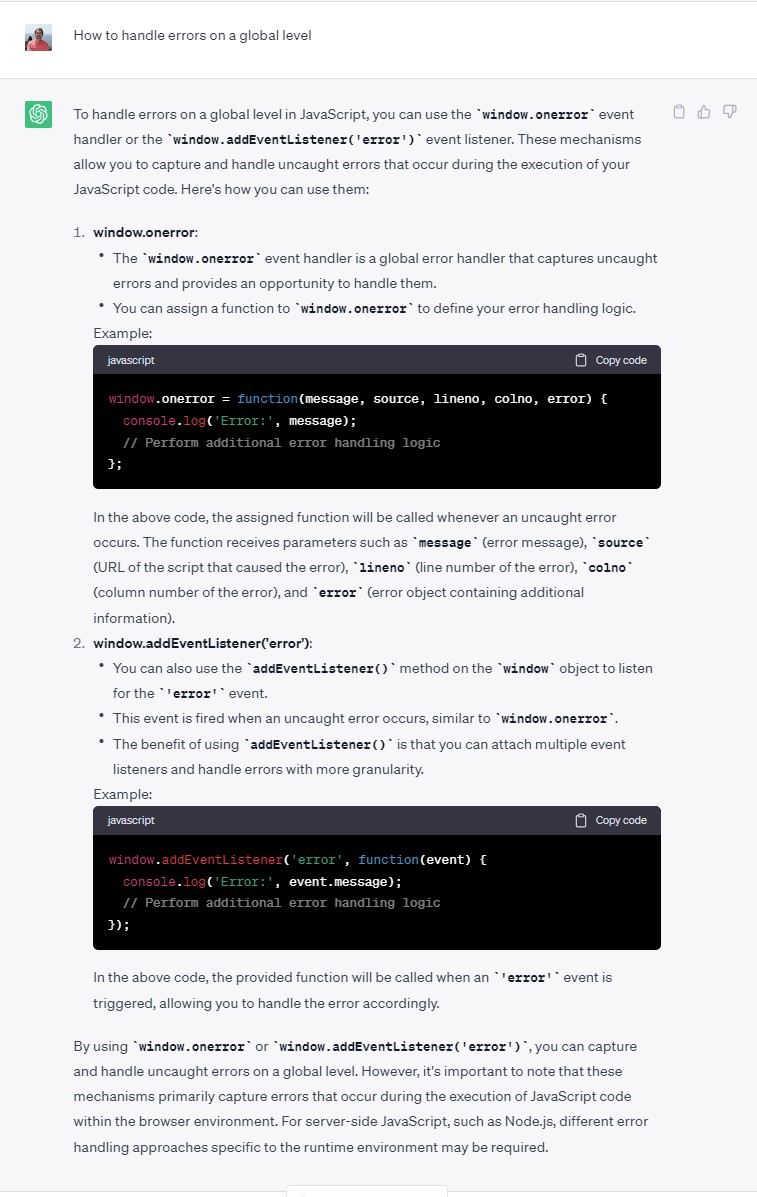 How to handle errors on a global level
To handle errors on a global level in JavaScript, you can use the `window.onerror` event
handler or the `window.addEventListener('error')` event listener. These mechanisms
allow you to capture and handle uncaught errors that occur during the execution of your
JavaScript code. Here's how you can use them:
1. window.onerror:
• The `window.onerror` event handler is a global error handler that captures uncaught
errors and provides an opportunity to handle them.
• You can assign a function to `window.onerror` to define your error handling logic.
Example:
javascript Copy code
window.onerror = function(message, source, lineno, colno, error) {
console.log('Error:', message);
// Perform additional error handling logic
};
In the above code, the assigned function will be called whenever an uncaught error
occurs. The function receives parameters such as `message` (error message), `source`
(URL of the script that caused the error), `lineno` (line number of the error), `colno`
(column number of the error), and `error` (error object containing additional
information).
2. window.addEventListener('error'):
• You can also use the `addEventListener()` method on the `window` object to listen
for the `'error'` event.
• This event is fired when an uncaught error occurs, similar to `window.onerror`.
• The benefit of using `addEventListener()` is that you can attach multiple event
listeners and handle errors with more granularity.
Example:
javascript Copy code
window.addEventListener('error', function(event) {
console.log('Error:', event.message);
// Perform additional error handling logic
});
In the above code, the provided function will be called when an `'error'` event is
triggered, allowing you to handle the error accordingly.
By using `window.onerror` or `window.addEventListener('error')`, you can capture
and handle uncaught errors on a global level. However, it's important to note that these
mechanisms primarily capture errors that occur during the execution of JavaScript code
within the browser environment. For server-side JavaScript, such as Node.js, different error
handling approaches specific to the runtime environment may be required.